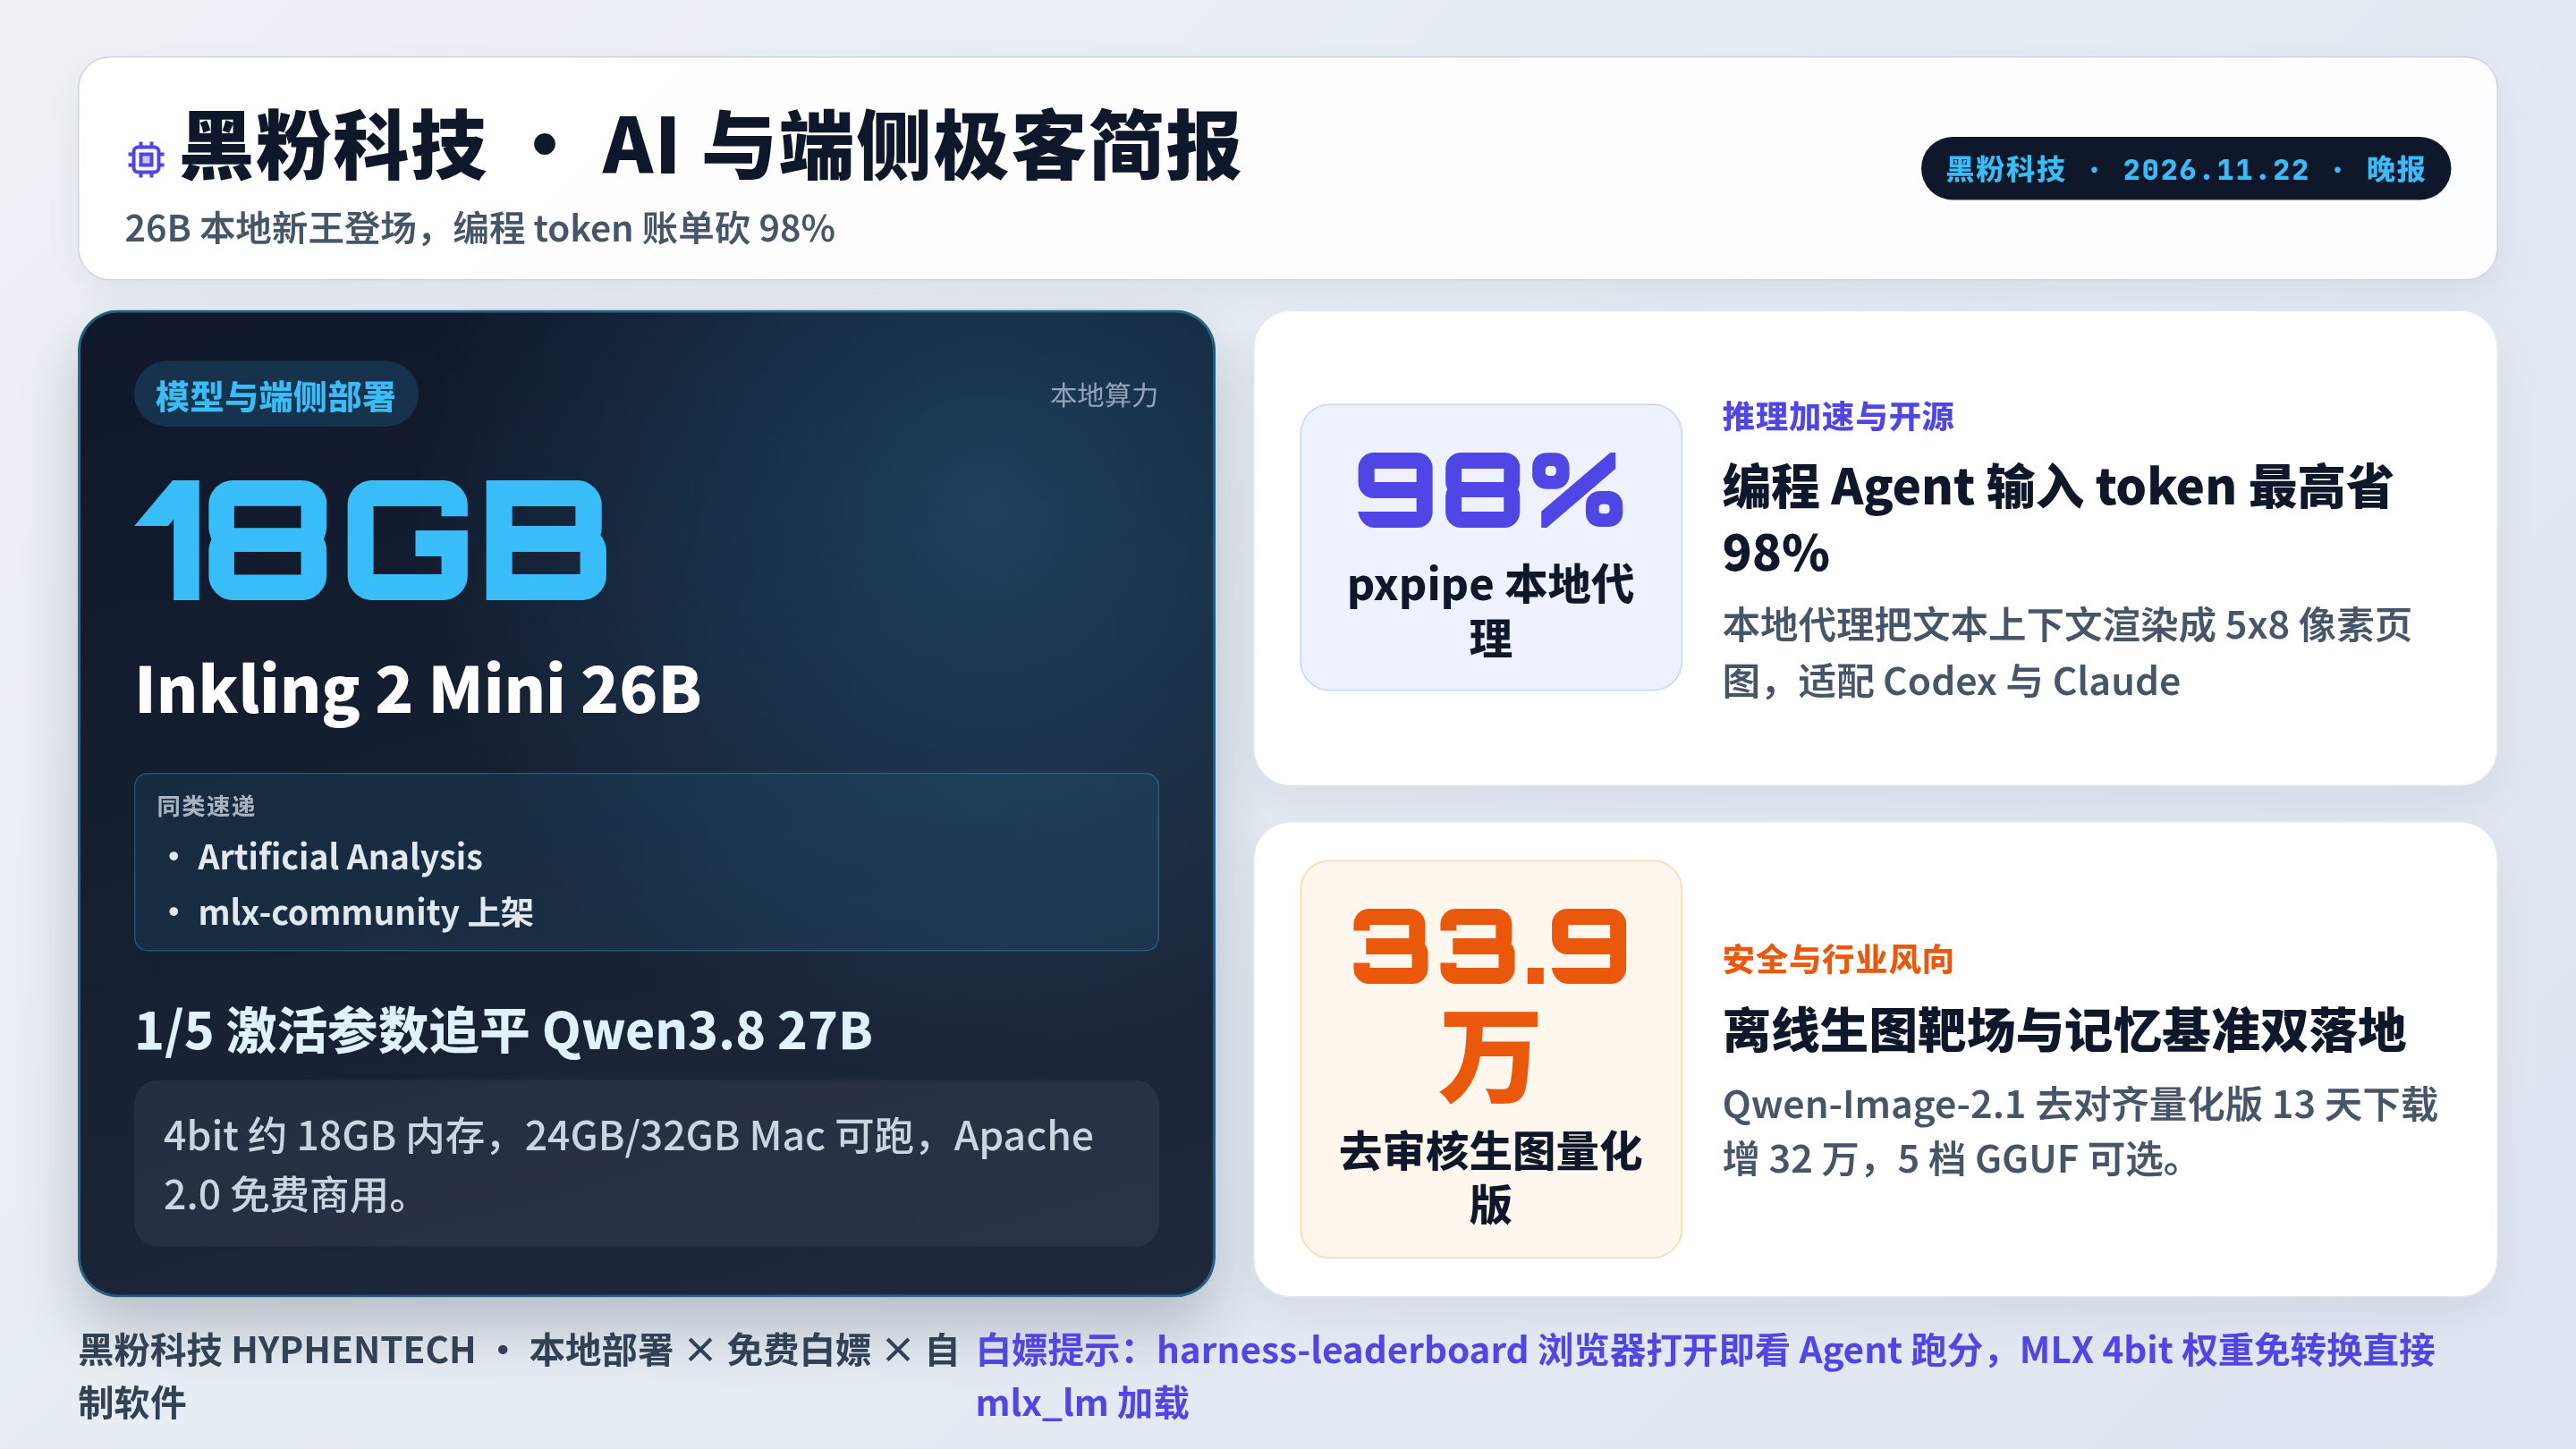 黑粉科技 · AI 与端侧极客简报
26B 本地新王登场，编程 token 账单砍 98%
黑粉科技 · 2026.11.22 · 晚报
模型与端侧部署
本地算力
18GB
Inkling 2 Mini 26B
同类速递
· Artificial Analysis
· mlx-community 上架
1/5 激活参数追平 Qwen3.8 27B
4bit 约 18GB 内存，24GB/32GB Mac 可跑，Apache
2.0 免费商用。
98%
pxpipe 本地代
理
推理加速与开源
编程 Agent 输入 token 最高省
98%
本地代理把文本上下文渲染成 5x8 像素页
图，适配 Codex 与 Claude
33.9
万
去审核生图量化
版
安全与行业风向
离线生图靶场与记忆基准双落地
Qwen-Image-2.1 去对齐量化版 13 天下载
增 32 万，5 档 GGUF 可选。
黑粉科技 HYPHENTECH · 本地部署 × 免费白嫖 × 自
制软件
白嫖提示：harness-leaderboard 浏览器打开即看 Agent 跑分，MLX 4bit 权重免转换直接
mlx_lm 加载